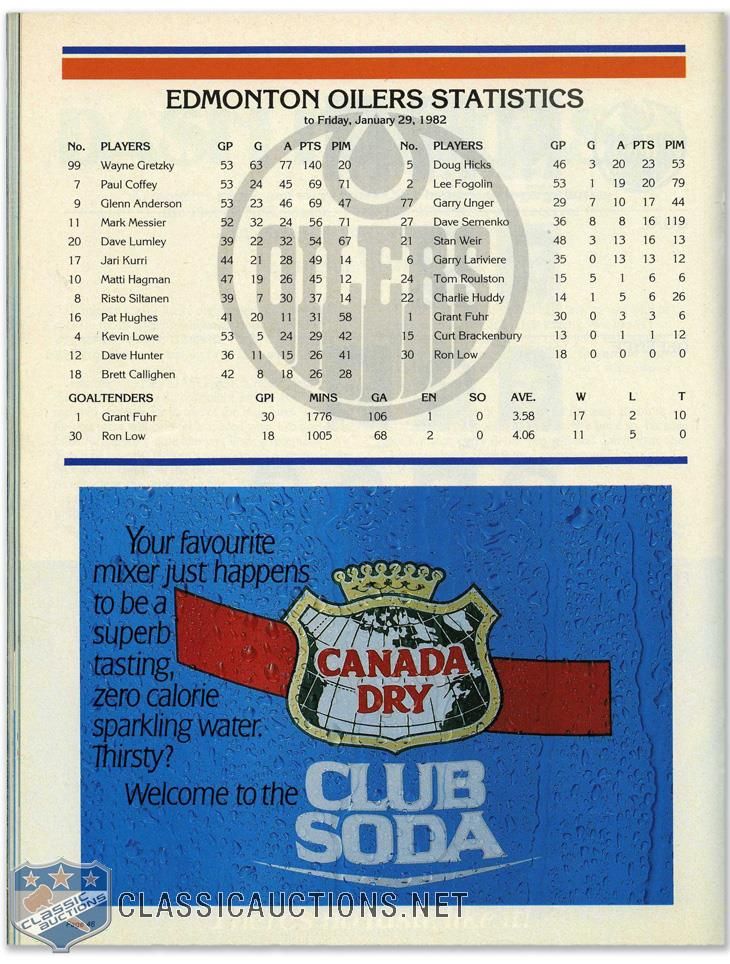 EDMONTON OILERS STATISTICS
to Friday, January 29, 1982
No. PLAYERS GP G A PTS PIM
99 Wayne Gretzky 53 63 77 140 20
7 Paul Coffey 53 24 45 69 71
9 Glenn Anderson 53 23 46 69 47
11 Mark Messier 52 32 24 56 71
20 Dave Lumley 39 22 32 54 67
17 Jari Kurri 44 21 28 49 14
10 Matti Hagman 47 19 26 45 12
8 Risto Siltanen 39 7 30 37 14
16 Pat Hughes 41 20 11 31 58
4 Kevin Lowe 53 5 24 29 42
12 Dave Hunter 36 11 15 26 41
18 Brett Callighen 42 8 18 26 28
No. PLAYERS GP G A PTS PIM
5 Doug Hicks 46 3 20 23 53
2 Lee Fogolin 53 1 19 20 79
77 Garry Unger 29 7 10 17 44
27 Dave Semenko 36 8 8 16 119
21 Stan Weir 48 3 13 16 13
6 Garry Lariviere 35 0 13 13 12
24 Tom Roulston 15 5 1 6 6
22 Charlie Huddy 14 1 5 6 26
1 Grant Fuhr 30 0 3 3 6
15 Curt Brackenbury 13 0 1 1 12
30 Ron Low 18 0 0 0 0
OILERS
GOALTENDERS GPI MINS GA EN SO AVE. W L T
1 Grant Fuhr 30 1776 106 1 0 3.58 17 2 10
30 Ron Low 18 1005 68 2 0 4.06 11 5 0
Your favourite
mixer just happens
to be a
superb
tasting,
zero calorie
sparkling water.
Thirsty?
Welcome to the
CANADA
DRY
CLUB
SODA
CLASSIC
AUCTIONS
Page 46
CLASSICAUCTIONS.NET